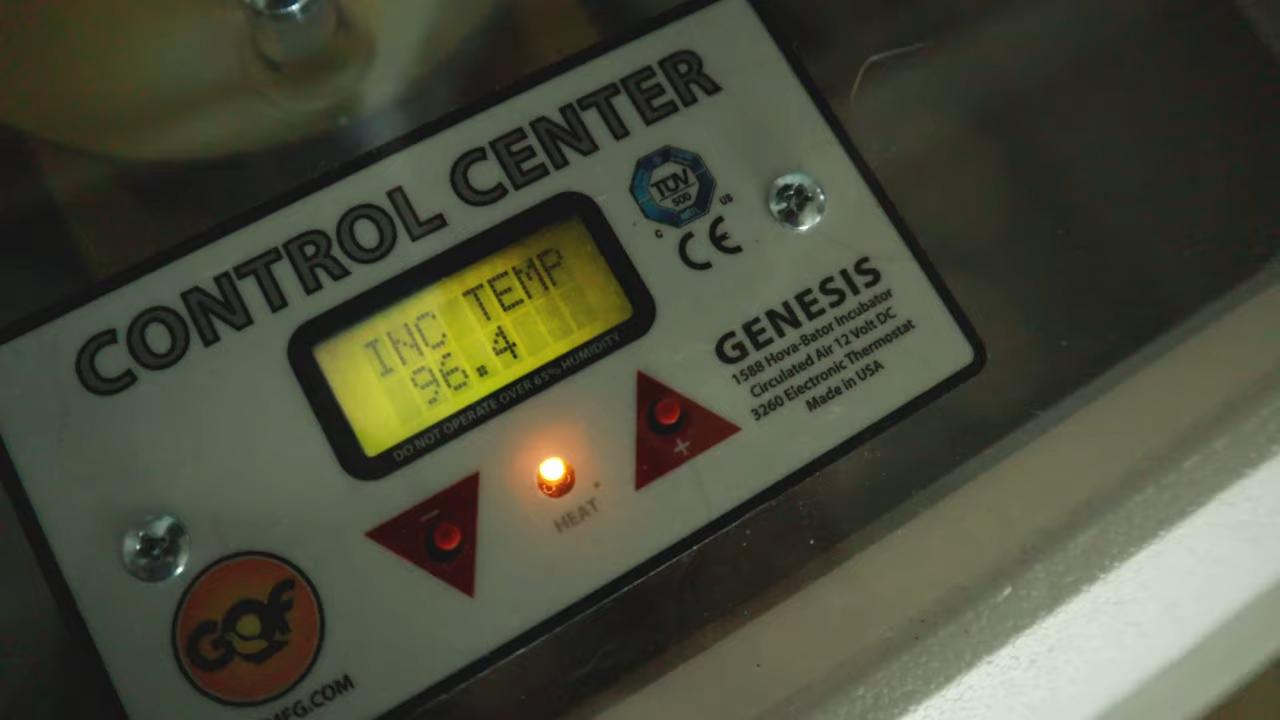 CONTROL CENTER
TÜV
SÜD
C
US
CE
INC TEMP
96.4
DO NOT OPERATE OVER 65% HUMIDITY
GENESIS
1588 Hova-Bator Incubator
Circulated Air 12 Volt DC
3260 Electronic Thermostat
Made in USA
-
HEAT
+
GQF
MFG.COM